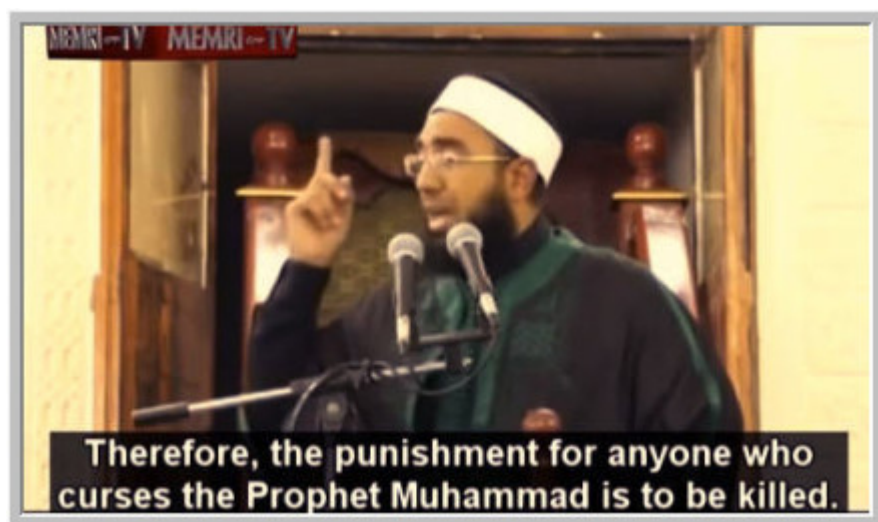 MEMRI TV MEMRI TV
Therefore, the punishment for anyone who
curses the Prophet Muhammad is to be killed.